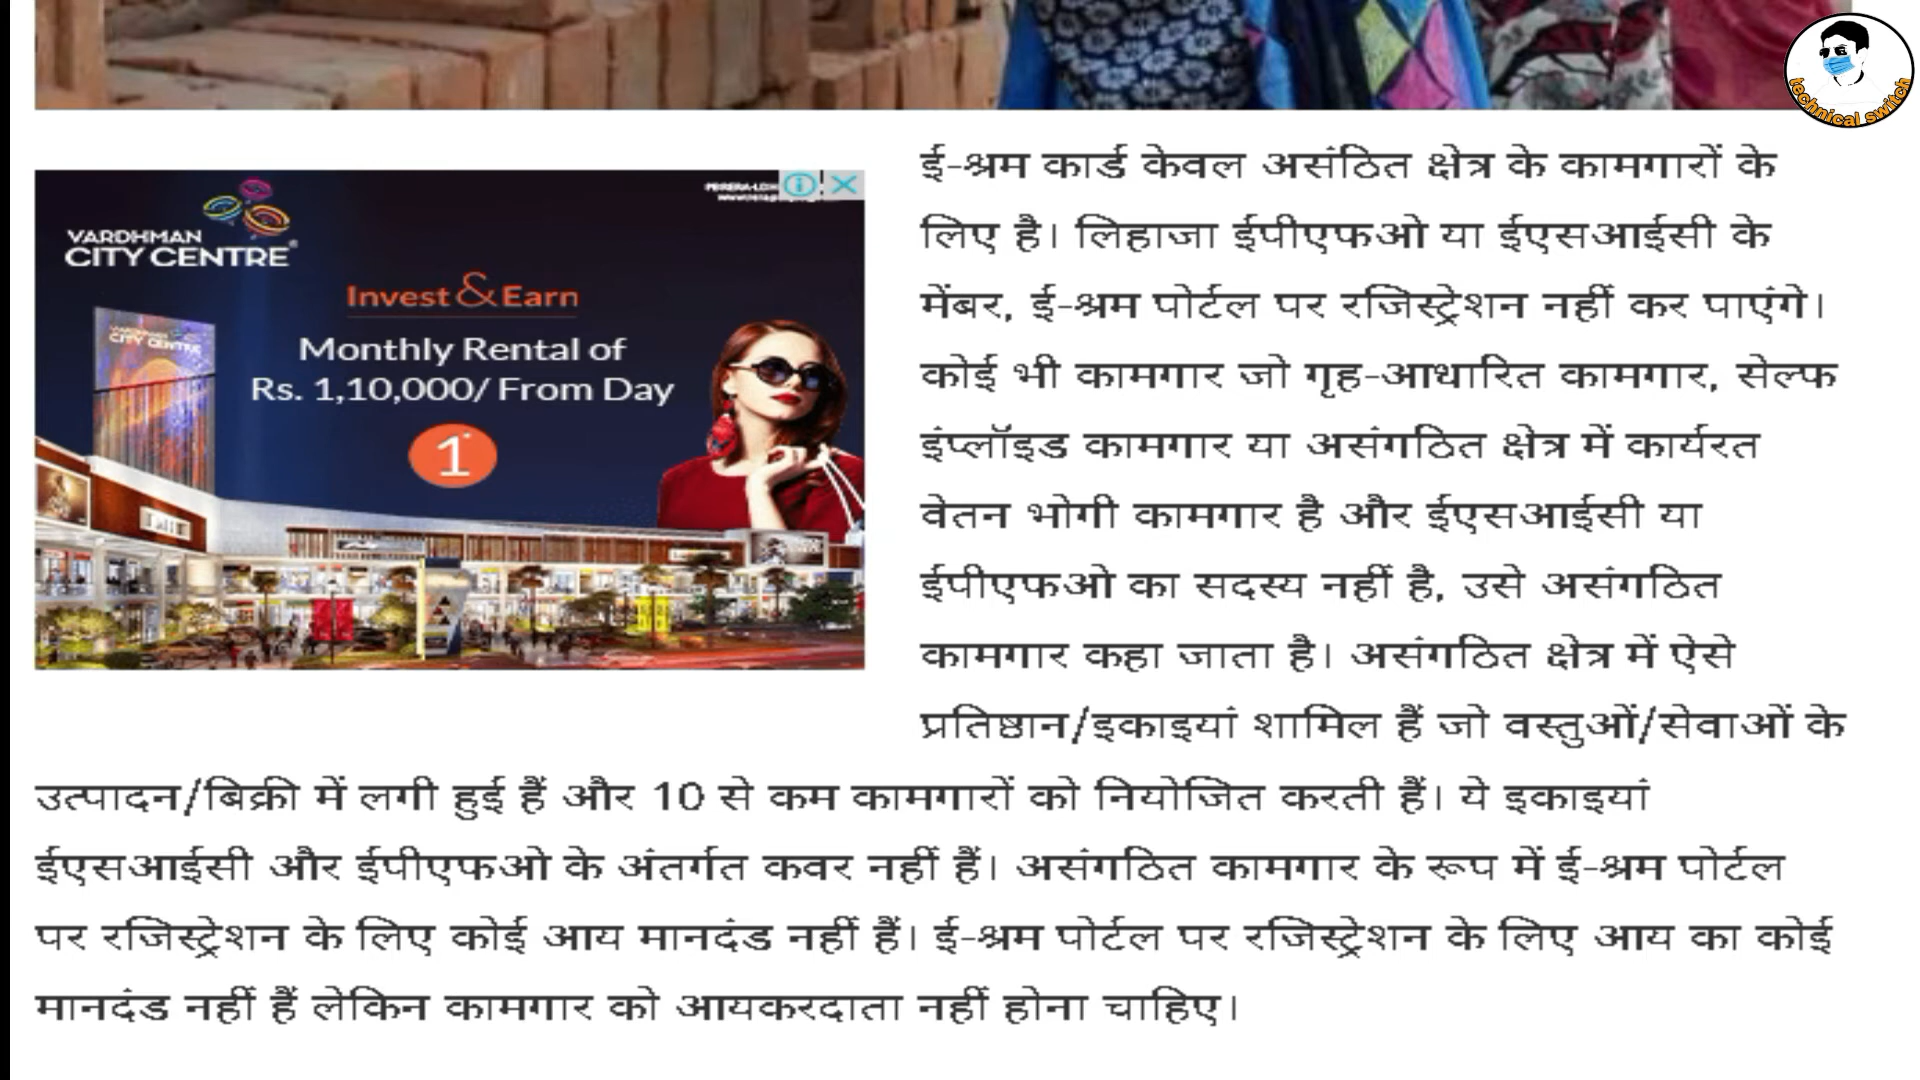 technical switch
VARDHMAN
CITY CENTRE
Invest & Earn
Monthly Rental of
Rs. 1,10,000/ From Day
1
VARDHMAN
CITY CENTRE
ई-श्रम कार्ड केवल असंठित क्षेत्र के कामगारों के
लिए है। लिहाजा ईपीएफओ या ईएसआईसी के
मेंबर, ई-श्रम पोर्टल पर रजिस्ट्रेशन नहीं कर पाएंगे।
कोई भी कामगार जो गृह-आधारित कामगार, सेल्फ
इंप्लॉइड कामगार या असंगठित क्षेत्र में कार्यरत
वेतन भोगी कामगार है और ईएसआईसी या
ईपीएफओ का सदस्य नहीं है, उसे असंगठित
कामगार कहा जाता है। असंगठित क्षेत्र में ऐसे
प्रतिष्ठान/इकाइयां शामिल हैं जो वस्तुओं/सेवाओं के
उत्पादन/बिक्री में लगी हुई हैं और 10 से कम कामगारों को नियोजित करती हैं। ये इकाइयां
ईएसआईसी और ईपीएफओ के अंतर्गत कवर नहीं हैं। असंगठित कामगार के रूप में ई-श्रम पोर्टल
पर रजिस्ट्रेशन के लिए कोई आय मानदंड नहीं हैं। ई-श्रम पोर्टल पर रजिस्ट्रेशन के लिए आय का कोई
मानदंड नहीं हैं लेकिन कामगार को आयकरदाता नहीं होना चाहिए।